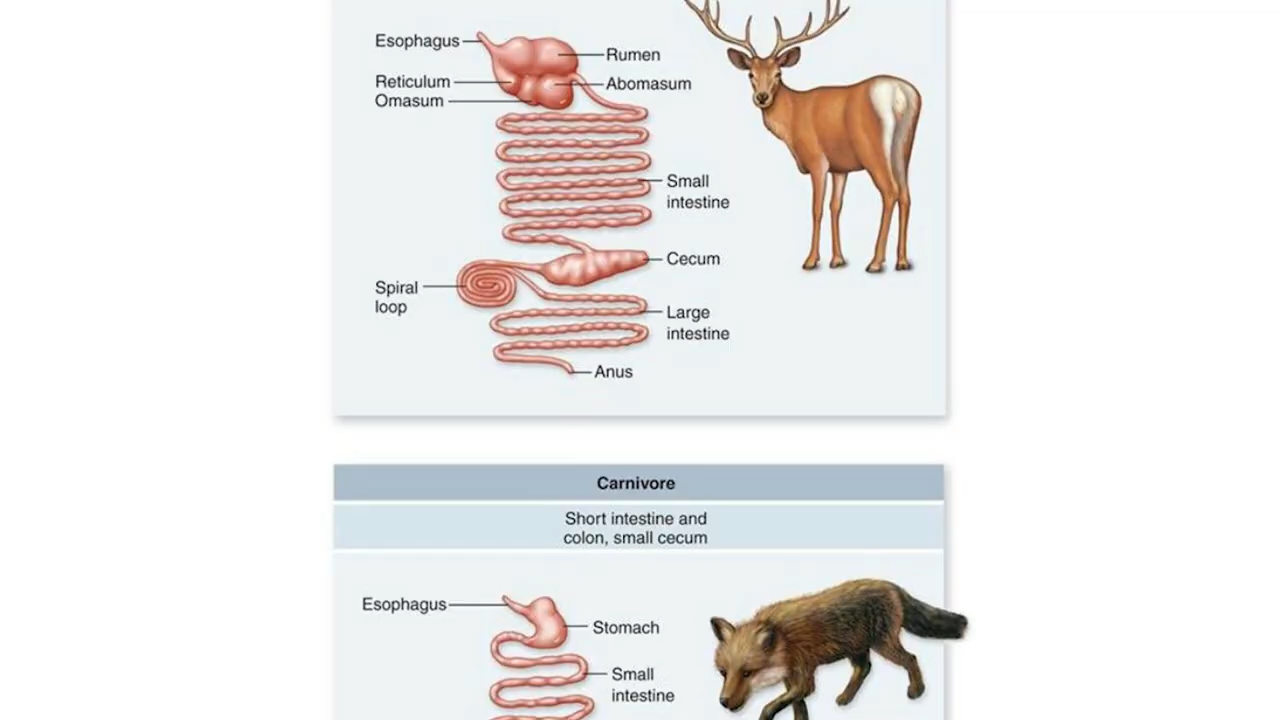 Esophagus
Rumen
Reticulum
Abomasum
Omasum
Small
intestine
Cecum
Spiral
loop
Large
intestine
Anus
Carnivore
Short intestine and
colon, small cecum
Esophagus
Stomach
Small
intestine